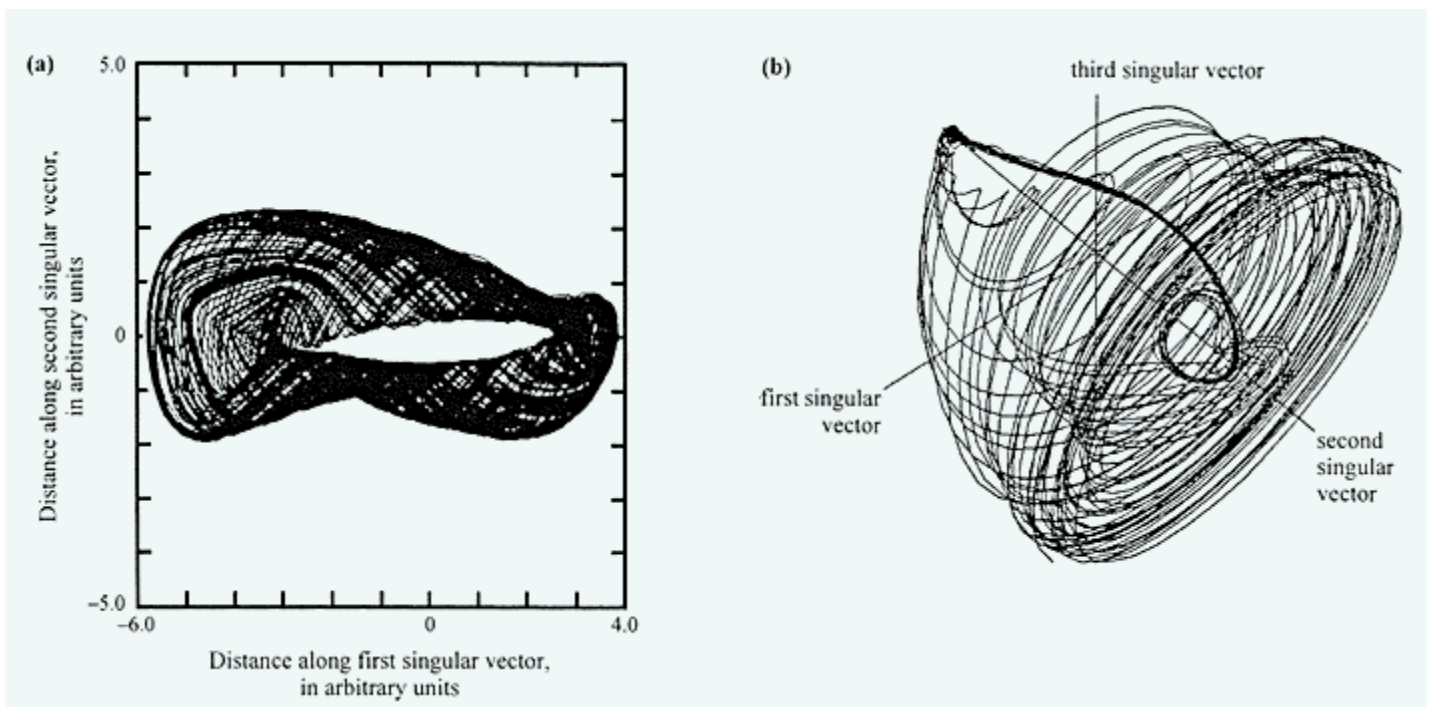 (a)
5.0
0
−5.0
−6.0
0
4.0
Distance along second singular vector,
in arbitrary units
Distance along first singular vector,
in arbitrary units
(b)
third singular vector
first singular
vector
second
singular
vector